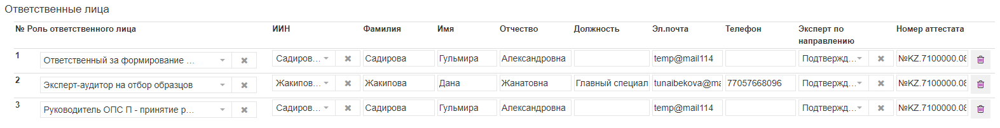 Ответственные лица
№ Роль ответственного лица ИИН Фамилия Имя Отчество Должность Эл.почта Телефон Эксперт по направлению Номер аттестата
1 Ответственный за формирование ... Садиров... Садирова Гульмира Александровна temp@mail114 Подтвержд... №KZ.7100000.08
2 Эксперт-аудитор на отбор образцов Жакипов... Жакипова Дана Жанатовна Главный специал tunaibekova@ma 77057668096 Подтвержд... №KZ.7100000.08
3 Руководитель ОПС П - принятие р... Садиров... Садирова Гульмира Александровна temp@mail114 Подтвержд... №KZ.7100000.08